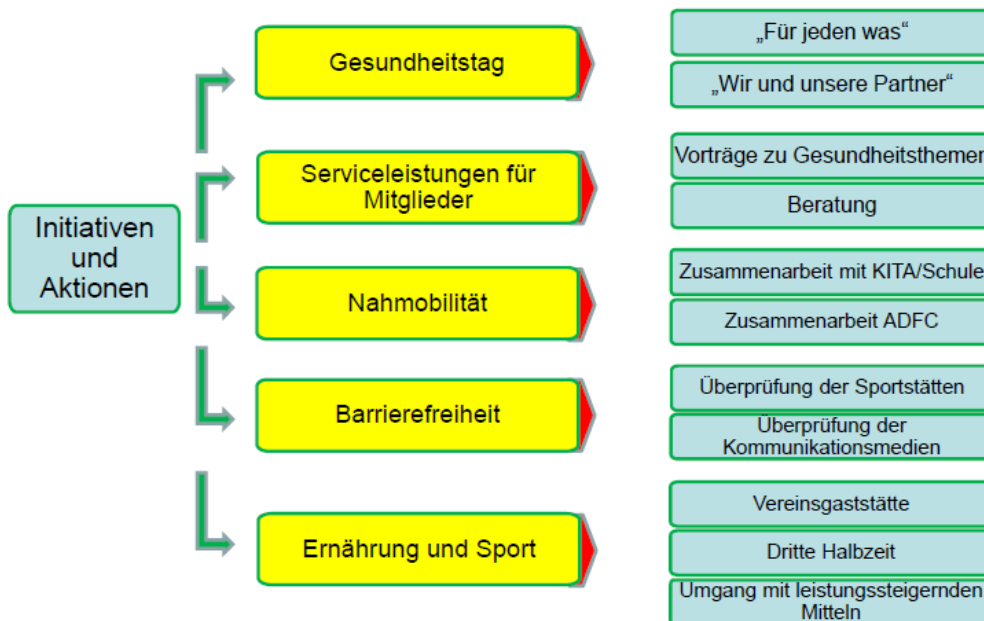 Initiativen
und
Aktionen
Gesundheitstag
„Für jeden was“
„Wir und unsere Partner“
Serviceleistungen für
Mitglieder
Vorträge zu Gesundheitsthemen
Beratung
Nahmobilität
Zusammenarbeit mit KITA/Schule
Zusammenarbeit ADFC
Barrierefreiheit
Überprüfung der Sportstätten
Überprüfung der
Kommunikationsmedien
Ernährung und Sport
Vereinsgaststätte
Dritte Halbzeit
Umgang mit leistungssteigernden
Mitteln